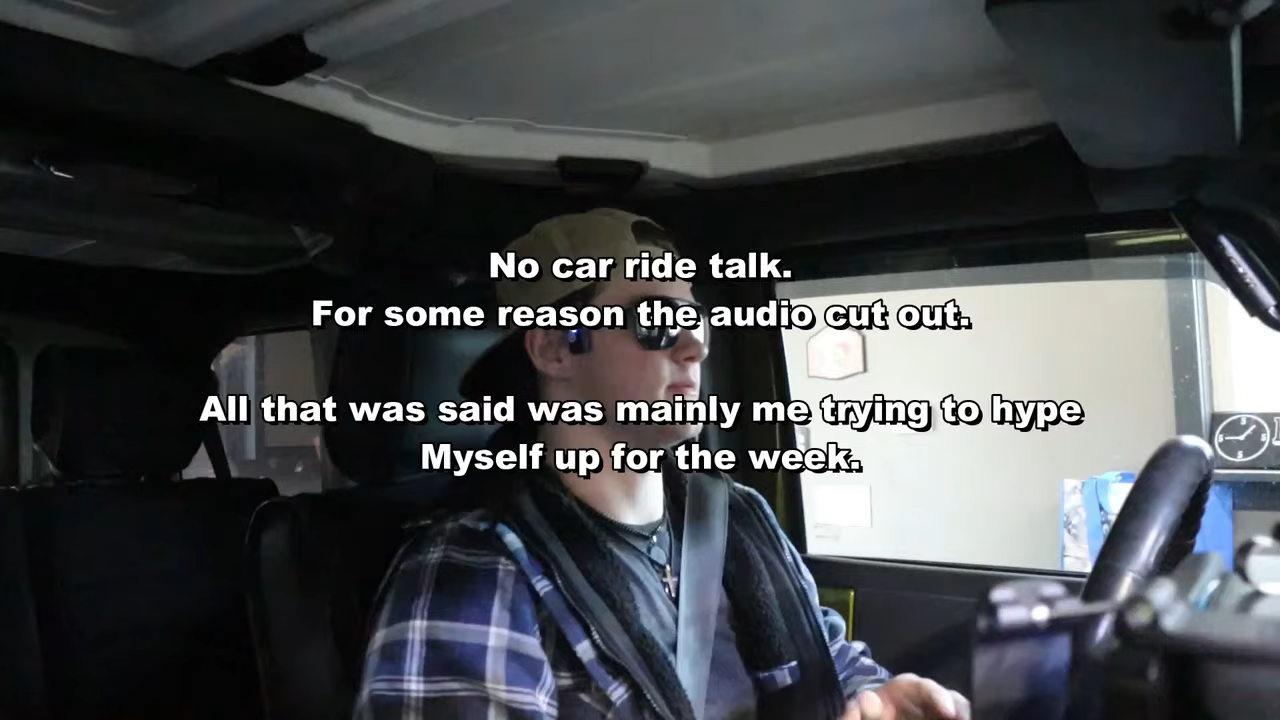 No car ride talk.
For some reason the audio cut out.
All that was said was mainly me trying to hype
Myself up for the week.